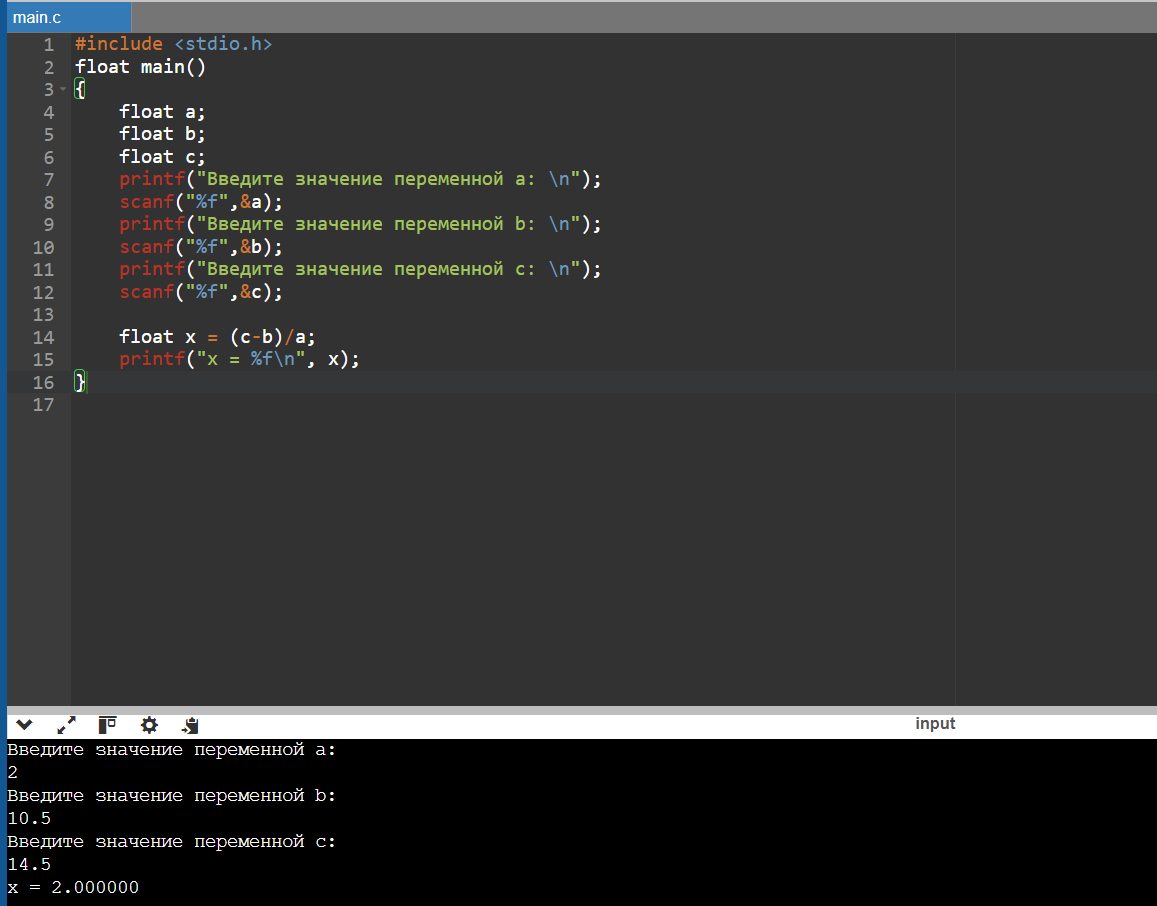 main.c
1 #include <stdio.h>
2 float main()
3 {
4     float a;
5     float b;
6     float c;
7     printf("Введите значение переменной a: \n");
8     scanf("%f",&a);
9     printf("Введите значение переменной b: \n");
10     scanf("%f",&b);
11     printf("Введите значение переменной c: \n");
12     scanf("%f",&c);
13
14     float x = (c-b)/a;
15     printf("x = %f\n", x);
16 }
17
input
Введите значение переменной a:
2
Введите значение переменной b:
10.5
Введите значение переменной c:
14.5
x = 2.000000